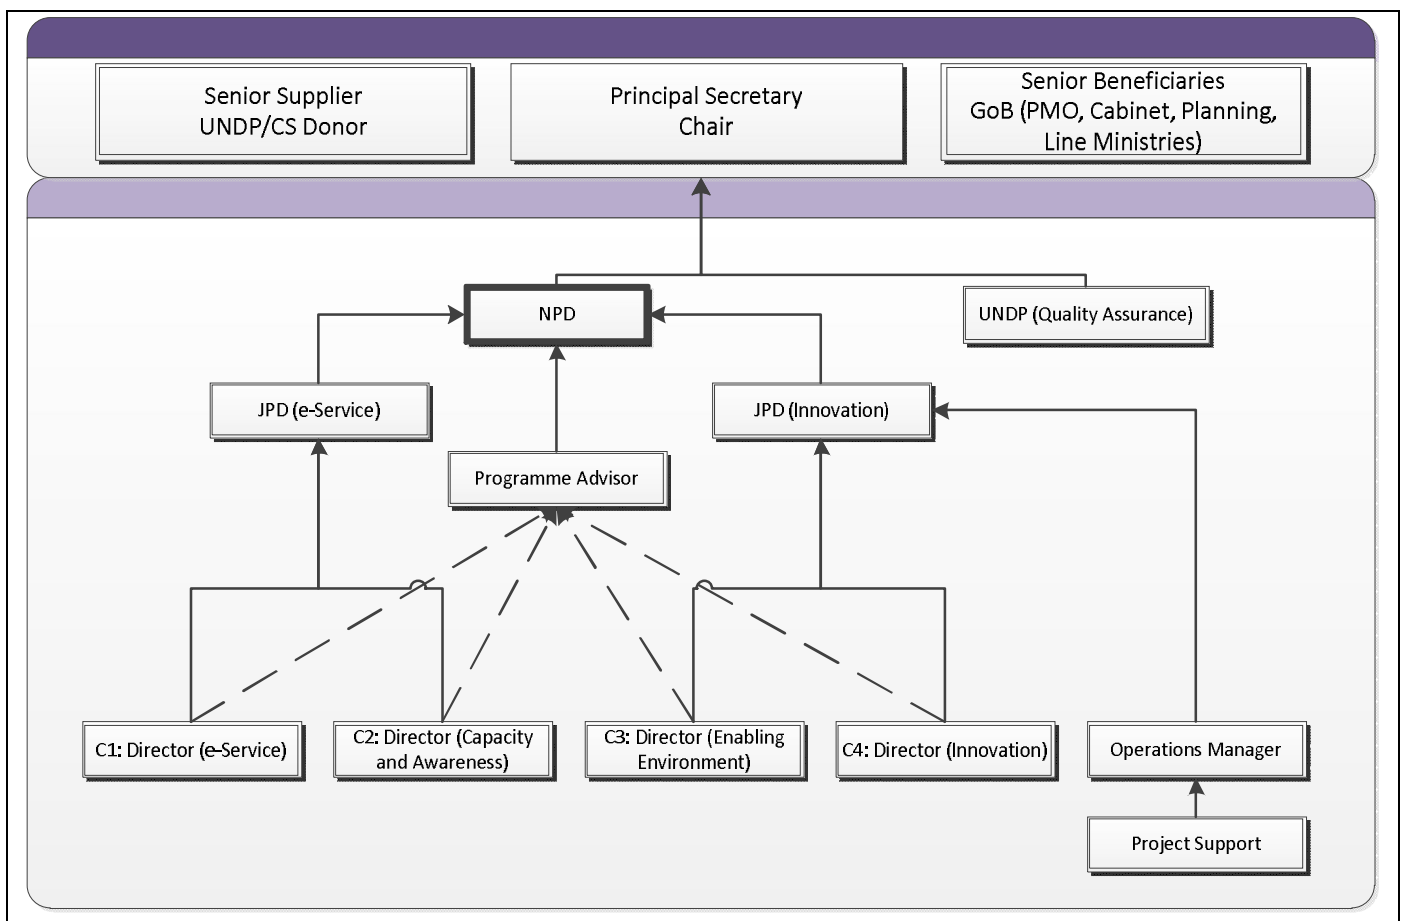 Senior Supplier
UNDP/CS Donor
Principal Secretary
Chair
Senior Beneficiaries
GoB (PMO, Cabinet, Planning,
Line Ministries)
NPD
UNDP (Quality Assurance)
JPD (e-Service)
JPD (Innovation)
Programme Advisor
C1: Director (e-Service)
C2: Director (Capacity
and Awareness)
C3: Director (Enabling
Environment)
C4: Director (Innovation)
Operations Manager
Project Support